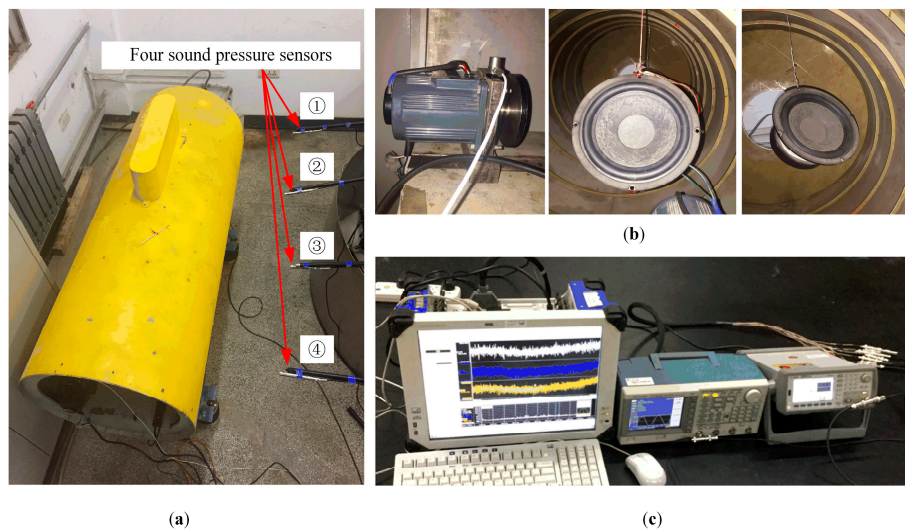 Four sound pressure sensors
①
②
③
④
(a)
(b)
(c)